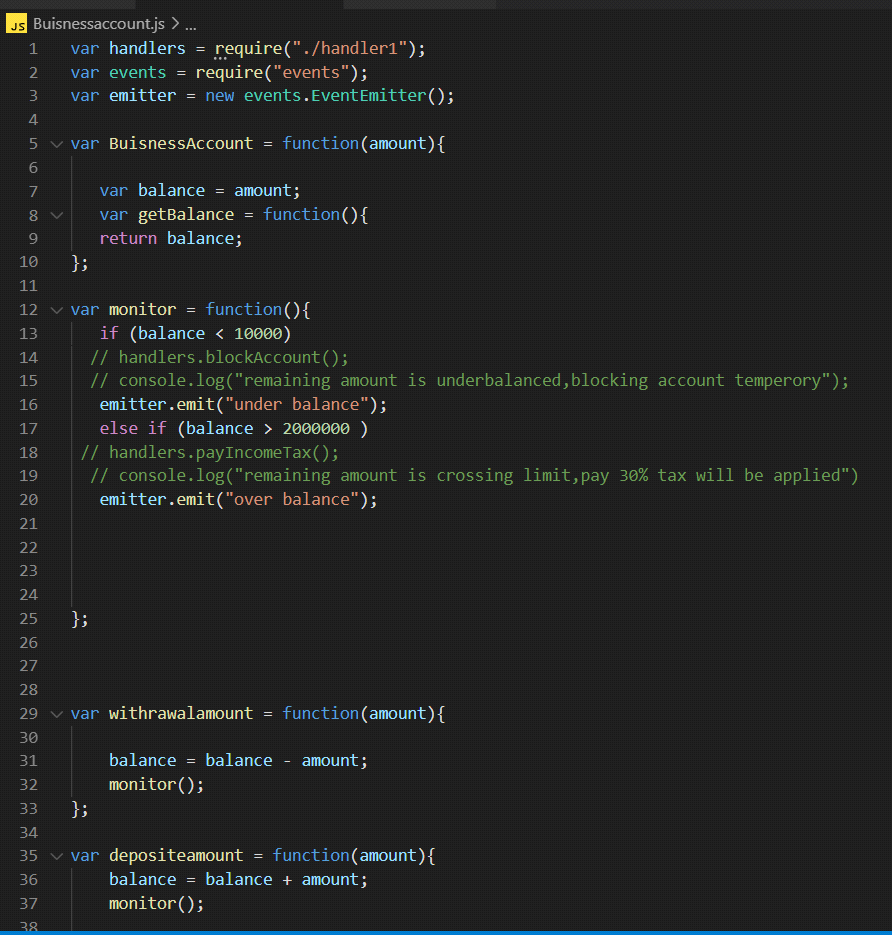 JS Buisnessaccount.js > ...
1 var handlers = require("./handler1");
2 var events = require("events");
3 var emitter = new events.EventEmitter();
4
5 var BuisnessAccount = function(amount){
6
7 var balance = amount;
8 var getBalance = function(){
9 return balance;
10 };
11
12 var monitor = function(){
13 if (balance < 10000)
14 // handlers.blockAccount();
15 // console.log("remaining amount is underbalanced,blocking account temperory");
16 emitter.emit("under balance");
17 else if (balance > 2000000 )
18 // handlers.payIncomeTax();
19 // console.log("remaining amount is crossing limit,pay 30% tax will be applied")
20 emitter.emit("over balance");
21
22
23
24
25 };
26
27
28
29 var withrawalamount = function(amount){
30
31 balance = balance - amount;
32 monitor();
33 };
34
35 var depositeamount = function(amount){
36 balance = balance + amount;
37 monitor();
38